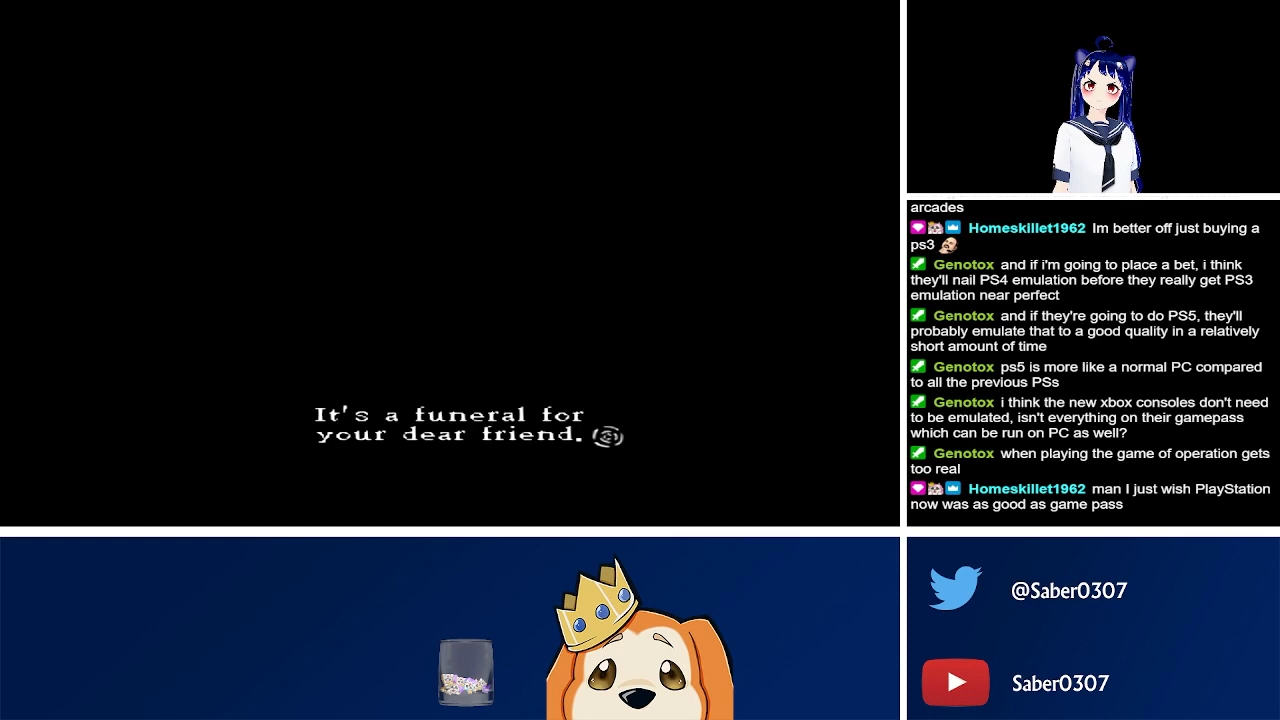 It's a funeral for
your dear friend.
arcades
Homeskillet1962 Im better off just buying a
ps3
Genotox and if i'm going to place a bet, i think
they'll nail PS4 emulation before they really get PS3
emulation near perfect
Genotox and if they're going to do PS5, they'll
probably emulate that to a good quality in a relatively
short amount of time
Genotox ps5 is more like a normal PC compared
to all the previous PSs
Genotox i think the new xbox consoles don't need
to be emulated, isn't everything on their gamepass
which can be run on PC as well?
Genotox when playing the game of operation gets
too real
Homeskillet1962 man I just wish PlayStation
now was as good as game pass
@Saber0307
Saber0307